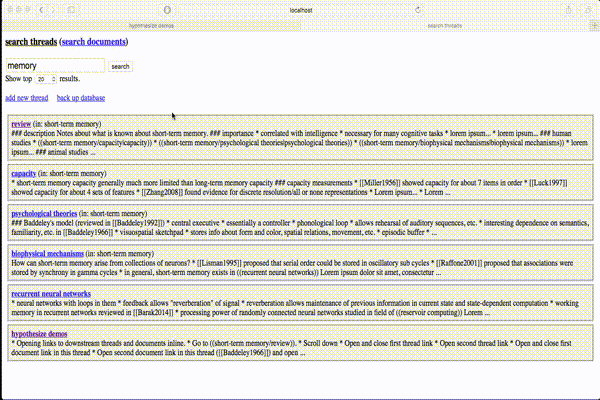 localhost
hypothesize demos
search threads
search threads (search documents)
memory
search
Show top 20 results.
add new thread back up database
review (in: short-term memory)
### description Notes about what is known about short-term memory. ### importance * correlated with intelligence * necessary for many cognitive tasks * lorem ipsum... * lorem ipsum... ### human
studies * ((short-term memory/capacity|capacity)) * ((short-term memory/psychological theories|psychological theories)) * ((short-term memory/biophysical mechanisms|biophysical mechanisms)) * lorem
ipsum... ### animal studies ...
capacity (in: short-term memory)
* short-term memory capacity generally much more limited than long-term memory capacity ### capacity measurements * [[Miller1956]] showed capacity for about 7 items in order * [[Luck1997]]
showed capacity for about 4 sets of features * [[Zhang2008]] found evidence for discrete resolution/all or none representations * Lorem ipsum... * Lorem ...
psychological theories (in: short-term memory)
### Baddeley's model (reviewed in [[Baddeley1992]]) * central executive * essentially a controller * phonological loop * allows rehearsal of auditory sequences, etc. * interesting dependence on semantics,
familiarity, etc. in [[Baddeley1966]] * visuospatial sketchpad * stores info about form and color, spatial relations, movement, etc. * episodic buffer * ...
biophysical mechanisms (in: short-term memory)
How can short-term memory arise from collections of neurons? * [[Lisman1995]] proposed that serial order could be stored in oscillatory sub cycles * [[Raffone2001]] proposed that associations were
stored by synchrony in gamma cycles * in general, short-term memory exists in ((recurrent neural networks)) Lorem ipsum dolor sit amet, consectetur ...
recurrent neural networks
* neural networks with loops in them * feedback allows "reverberation" of signal * reverberation allows maintenance of previous information in current state and state-dependent computation * working
memory in recurrent networks reviewed in [[Barak2014]] * processing power of randomly connected neural networks studied in field of ((reservoir computing)) Lorem ...
hypothesize demos
* Opening links to downstream threads and documents inline. * Go to ((short-term memory/review)). * Scroll down * Open and close first thread link * Open second thread link * Open and close first
document link in this thread * Open second document link in this thread ([[Baddeley1966]]) and open ...